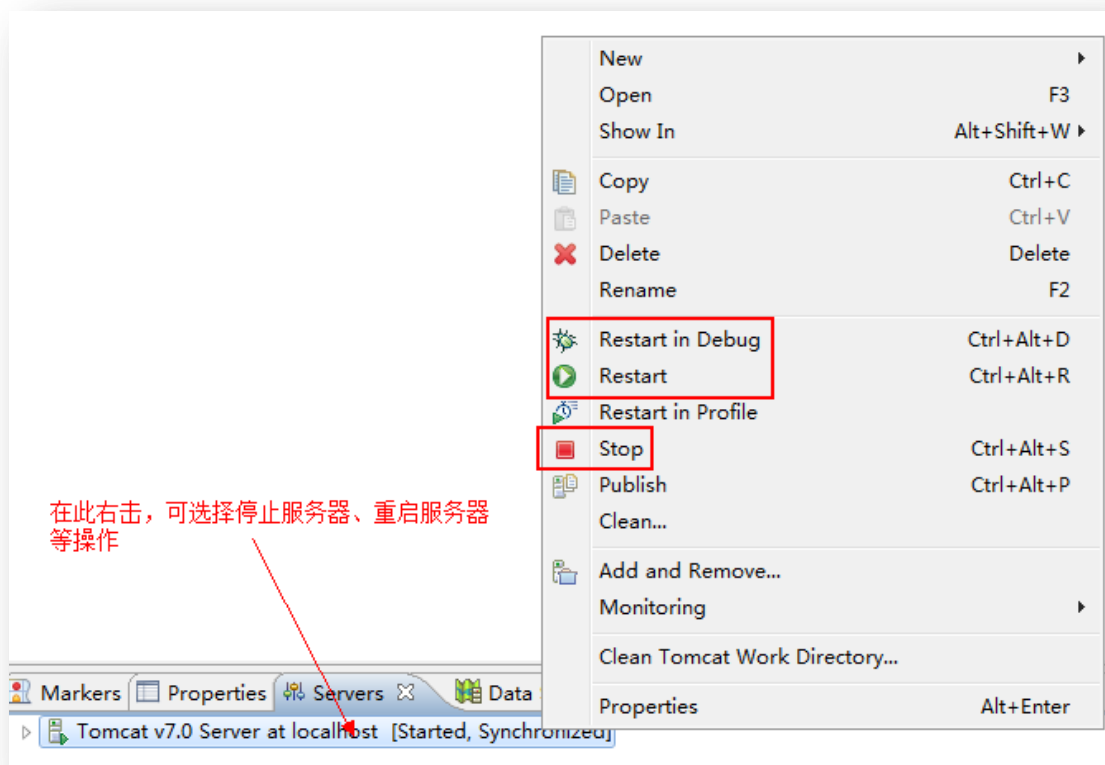 New
Open F3
Show In Alt+Shift+W
Copy Ctrl+C
Paste Ctrl+V
Delete Delete
Rename F2
Restart in Debug Ctrl+Alt+D
Restart Ctrl+Alt+R
Restart in Profile
Stop Ctrl+Alt+S
Publish Ctrl+Alt+P
Clean...
Add and Remove...
Monitoring
Clean Tomcat Work Directory...
Properties Alt+Enter
在此右击，可选择停止服务器、重启服务器
等操作
Markers Properties Servers Data
Tomcat v7.0 Server at localhost [Started, Synchronized]